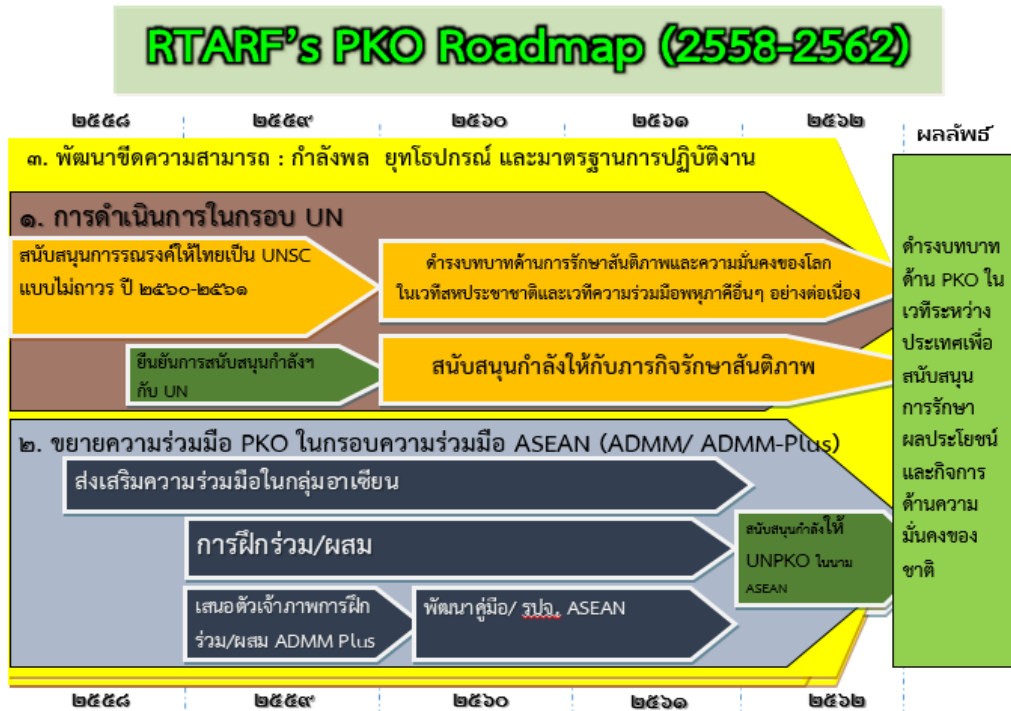 RTARF's PKO Roadmap (2558-2562)
๒๕๕๘ ๒๕๕๙ ๒๕๖๐ ๒๕๖๑ ๒๕๖๒
ผลลัพธ์
๓. พัฒนาขีดความสามารถ : กำลังพล ยุทโธปกรณ์ และมาตรฐานการปฏิบัติงาน
๑. การดำเนินการในกรอบ UN
สนับสนุนการรณรงค์ให้ไทยเป็น UNSC
แบบไม่ถาวร ปี ๒๕๖๐-๒๕๖๑
ดำรงบทบาทด้านการรักษาสันติภาพและความมั่นคงของโลก
ในเวทีสหประชาชาติและเวทีความร่วมมือพหุภาคีอื่นๆ อย่างต่อเนื่อง
ยืนยันการสนับสนุนกำลังฯ
กับ UN
สนับสนุนกำลังให้กับภารกิจรักษาสันติภาพ
๒. ขยายความร่วมมือ PKO ในกรอบความร่วมมือ ASEAN (ADMM/ ADMM-Plus)
ส่งเสริมความร่วมมือในกลุ่มอาเซียน
การฝึกร่วม/ผสม
เสนอตัวเจ้าภาพการฝึก
ร่วม/ผสม ADMM Plus
พัฒนาคู่มือ/ รปจ. ASEAN
สนับสนุนกำลังให้
UNPKO ในนาม
ASEAN
ดำรงบทบาท
ด้าน PKO ใน
เวทีระหว่าง
ประเทศเพื่อ
สนับสนุน
การรักษา
ผลประโยชน์
และกิจการ
ด้านความ
มั่นคงของ
ชาติ
๒๕๕๘ ๒๕๕๙ ๒๕๖๐ ๒๕๖๑ ๒๕๖๒